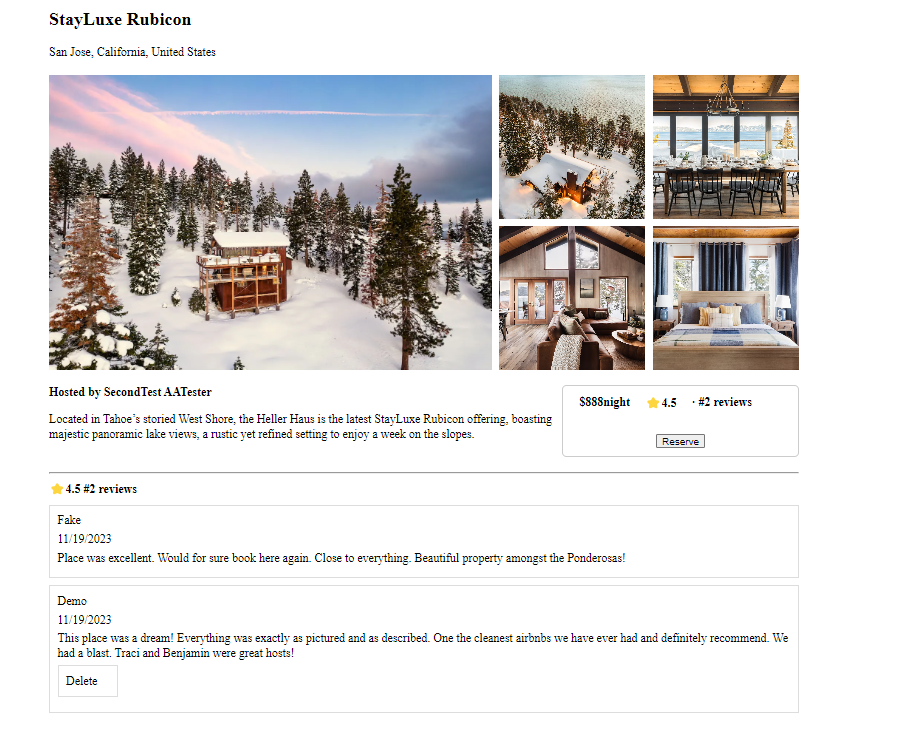 StayLuxe Rubicon
San Jose, California, United States
Hosted by SecondTest AATester
Located in Tahoe's storied West Shore, the Heller Haus is the latest StayLuxe Rubicon offering, boasting
majestic panoramic lake views, a rustic yet refined setting to enjoy a week on the slopes.
$888night 4.5 · #2 reviews
Reserve
4.5 #2 reviews
Fake
11/19/2023
Place was excellent. Would for sure book here again. Close to everything. Beautiful property amongst the Ponderosas!
Demo
11/19/2023
This place was a dream! Everything was exactly as pictured and as described. One the cleanest airbnbs we have ever had and definitely recommend. We
had a blast. Traci and Benjamin were great hosts!
Delete